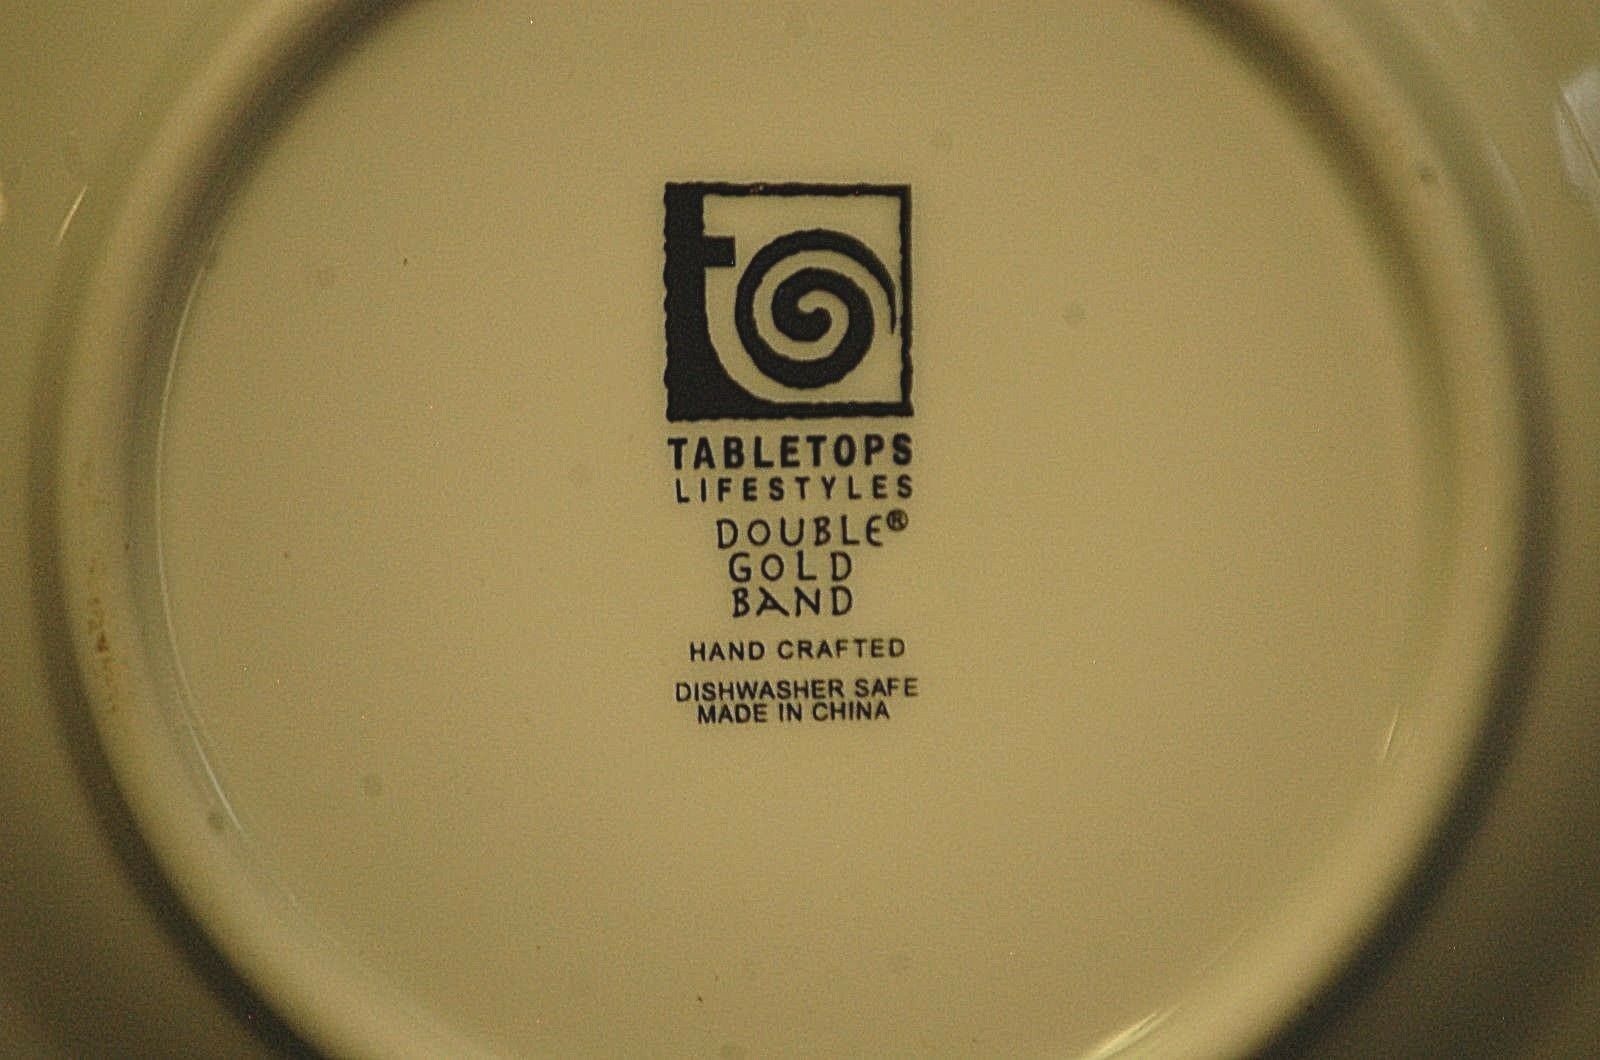 t
TABLETOPS
LIFESTYLES
DOUBLE®
GOLD
BAND
HAND CRAFTED
DISHWASHER SAFE
MADE IN CHINA